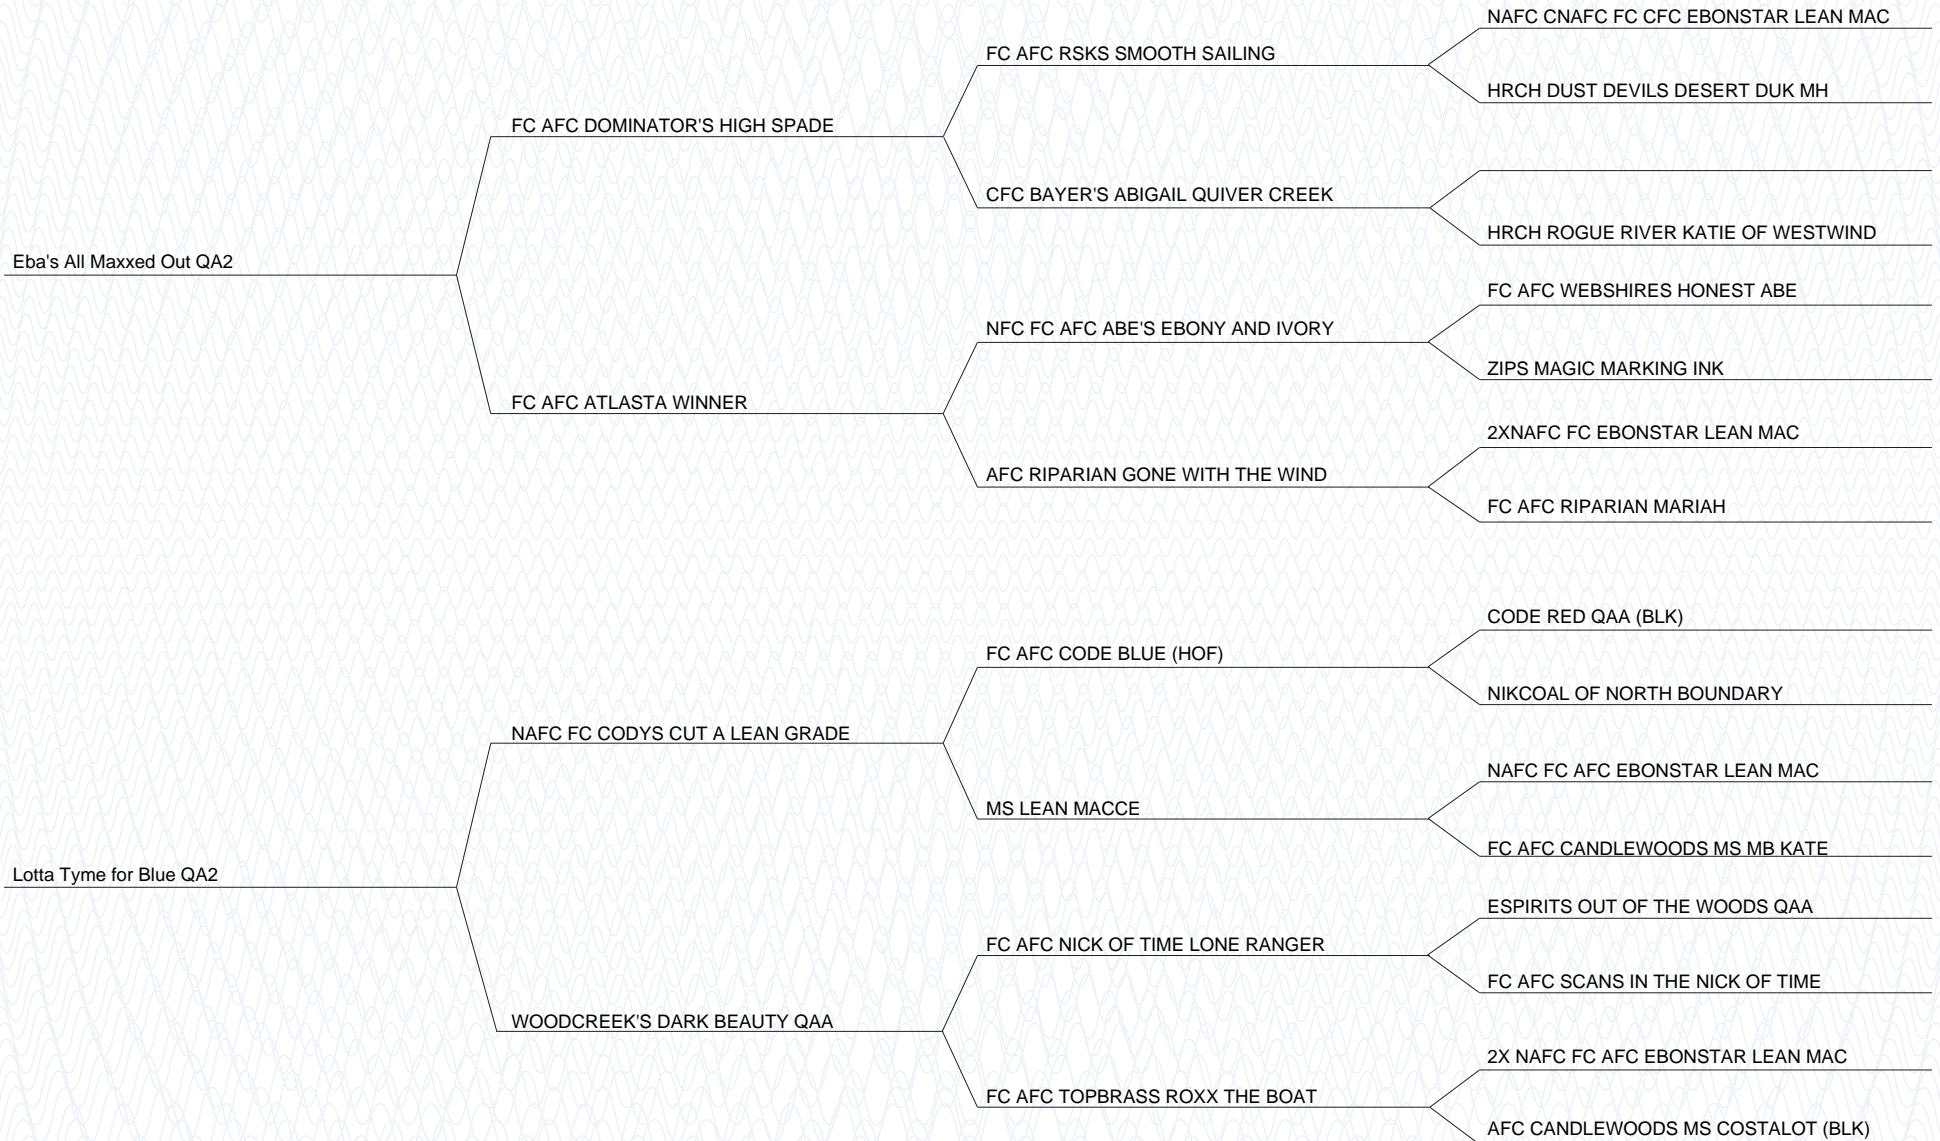 NAFC CNAFC FC CFC EBONSTAR LEAN MAC
FC AFC RSKS SMOOTH SAILING
HRCH DUST DEVILS DESERT DUK MH
FC AFC DOMINATOR'S HIGH SPADE
CFC BAYER'S ABIGAIL QUIVER CREEK
HRCH ROGUE RIVER KATIE OF WESTWIND
Eba's All Maxxed Out QA2
FC AFC WEBSHIRES HONEST ABE
NFC FC AFC ABE'S EBONY AND IVORY
ZIPS MAGIC MARKING INK
FC AFC ATLASTA WINNER
2XNAFC FC EBONSTAR LEAN MAC
AFC RIPARIAN GONE WITH THE WIND
FC AFC RIPARIAN MARIAH
CODE RED QAA (BLK)
FC AFC CODE BLUE (HOF)
NIKCOAL OF NORTH BOUNDARY
NAFC FC CODYS CUT A LEAN GRADE
NAFC FC AFC EBONSTAR LEAN MAC
MS LEAN MACCE
FC AFC CANDLEWOODS MS MB KATE
Lotta Tyme for Blue QA2
ESPIRITS OUT OF THE WOODS QAA
FC AFC NICK OF TIME LONE RANGER
FC AFC SCANS IN THE NICK OF TIME
WOODCREEK'S DARK BEAUTY QAA
2X NAFC FC AFC EBONSTAR LEAN MAC
FC AFC TOPBRASS ROXX THE BOAT
AFC CANDLEWOODS MS COSTALOT (BLK)